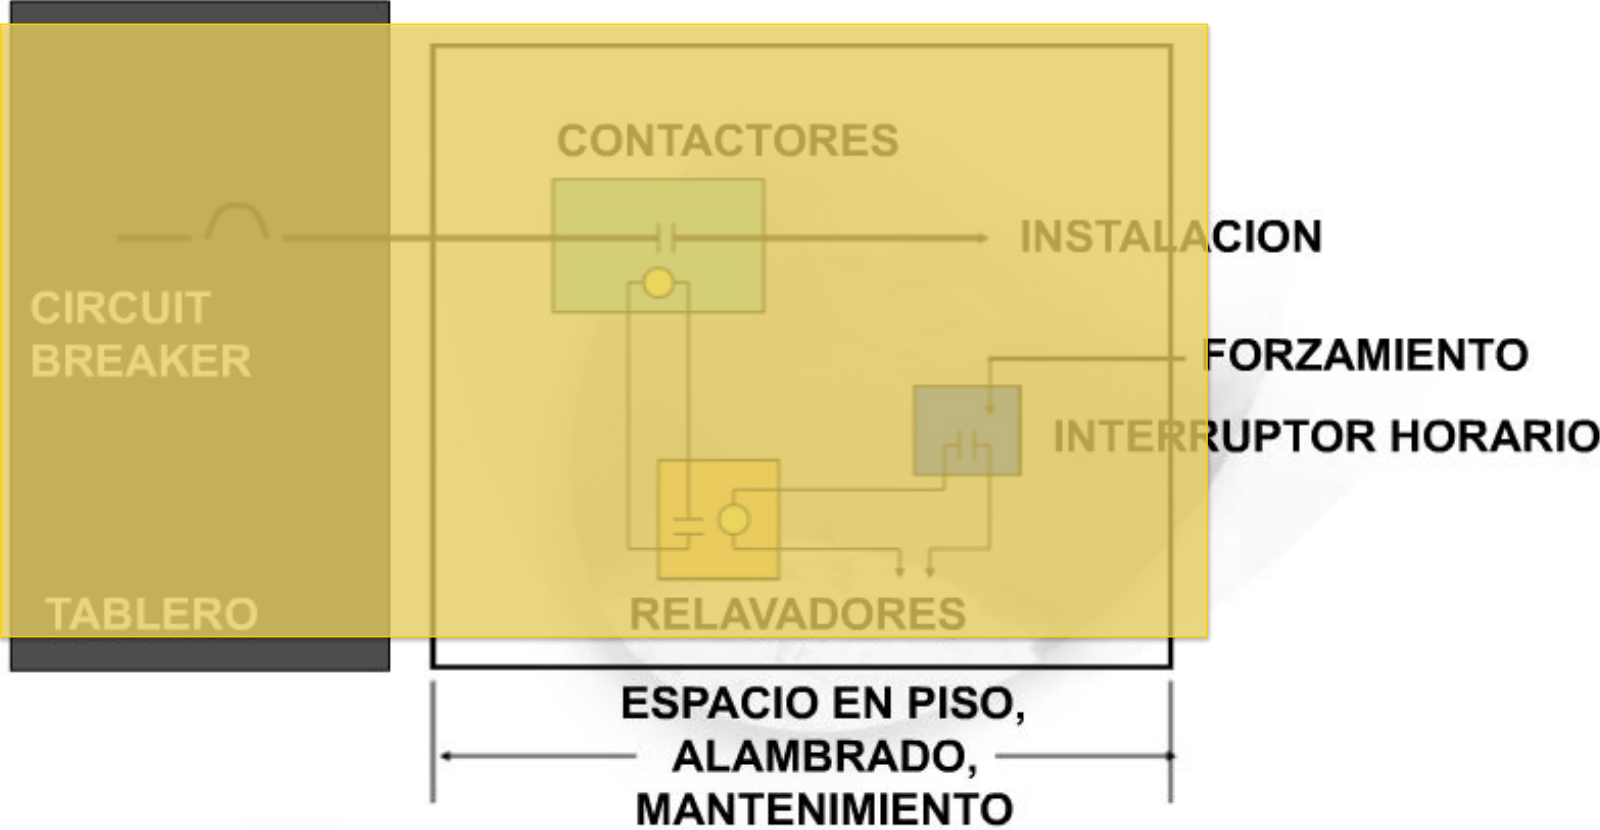 CONTACTORES
INSTALACION
CIRCUIT
BREAKER
FORZAMIENTO
INTERRUPTOR HORARIO
TABLERO
RELAVADORES
ESPACIO EN PISO,
ALAMBRADO,
MANTENIMIENTO